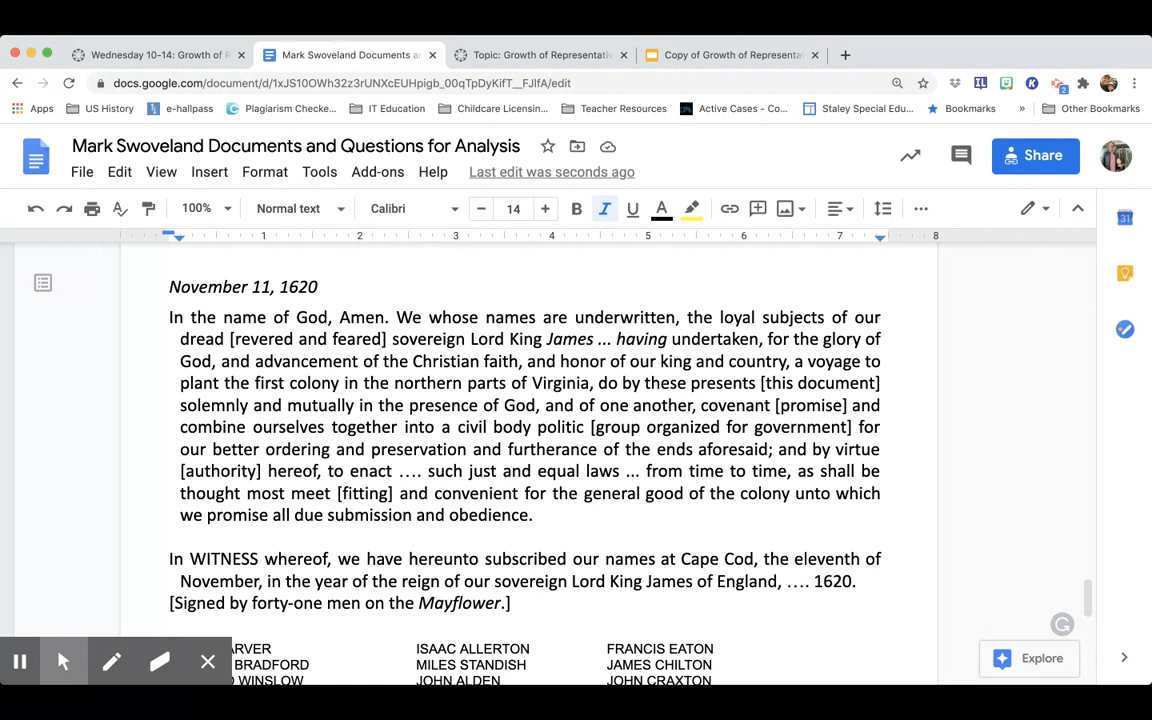 Wednesday 10-14: Growth of R
Mark Swoveland Documents a
Topic: Growth of Representativ
Copy of Growth of Representat
docs.google.com/document/d/1xJS10OWh32z3rUNXcEUHpigb_00qTpDyKifT__FJIfA/edit
Apps
US History
e-hallpass
Plagiarism Checke...
IT Education
Childcare Licensin...
Teacher Resources
Active Cases - Co...
Staley Special Edu...
Bookmarks
»
Other Bookmarks
Mark Swoveland Documents and Questions for Analysis
Share
File Edit View Insert Format Tools Add-ons Help Last edit was seconds ago
100% Normal text Calibri 14 B I U A
1 2 3 4 5 6 7 8
31
November 11, 1620
In the name of God, Amen. We whose names are underwritten, the loyal subjects of our
dread [revered and feared] sovereign Lord King James ... having undertaken, for the glory of
God, and advancement of the Christian faith, and honor of our king and country, a voyage to
plant the first colony in the northern parts of Virginia, do by these presents [this document]
solemnly and mutually in the presence of God, and of one another, covenant [promise] and
combine ourselves together into a civil body politic [group organized for government] for
our better ordering and preservation and furtherance of the ends aforesaid; and by virtue
[authority] hereof, to enact …. such just and equal laws ... from time to time, as shall be
thought most meet [fitting] and convenient for the general good of the colony unto which
we promise all due submission and obedience.
In WITNESS whereof, we have hereunto subscribed our names at Cape Cod, the eleventh of
November, in the year of the reign of our sovereign Lord King James of England, …. 1620.
[Signed by forty-one men on the Mayflower.]
ARVER ISAAC ALLERTON FRANCIS EATON
BRADFORD MILES STANDISH JAMES CHILTON
WINSLOW JOHN ALDEN JOHN CRAXTON
Explore